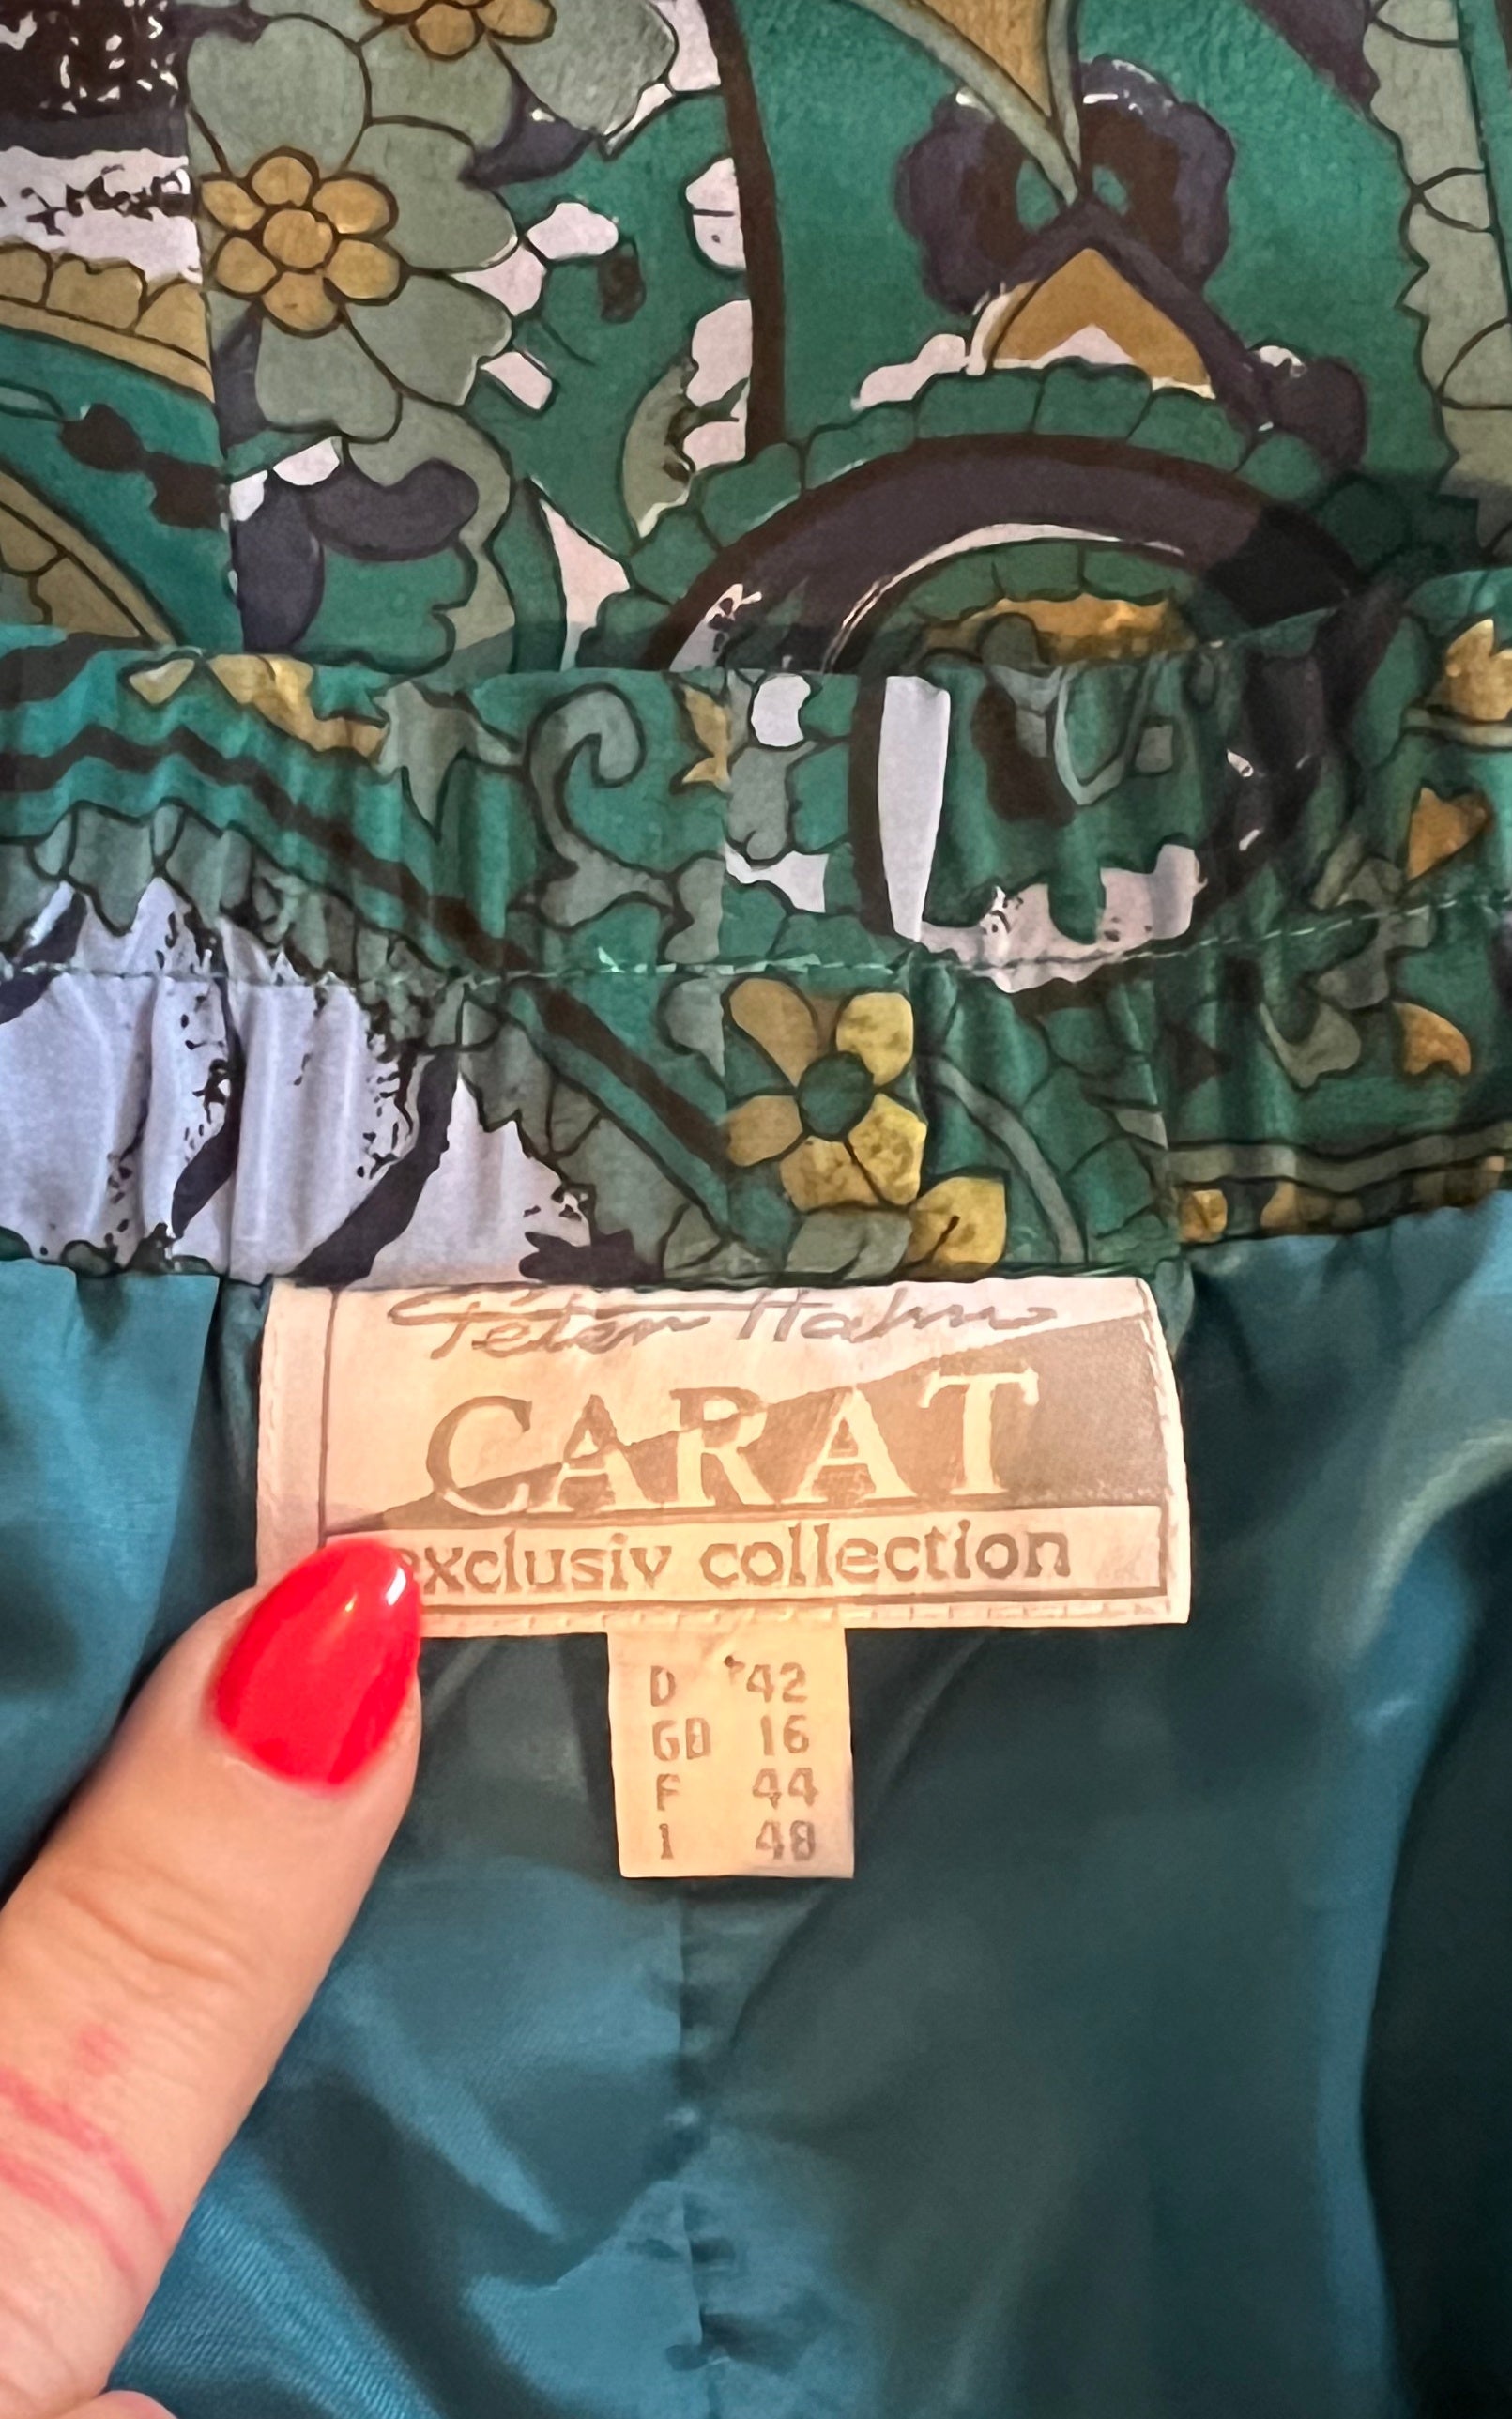 Peter Hahn
CARAT
exclusiv collection
D 42
GB 16
F 44
I 48